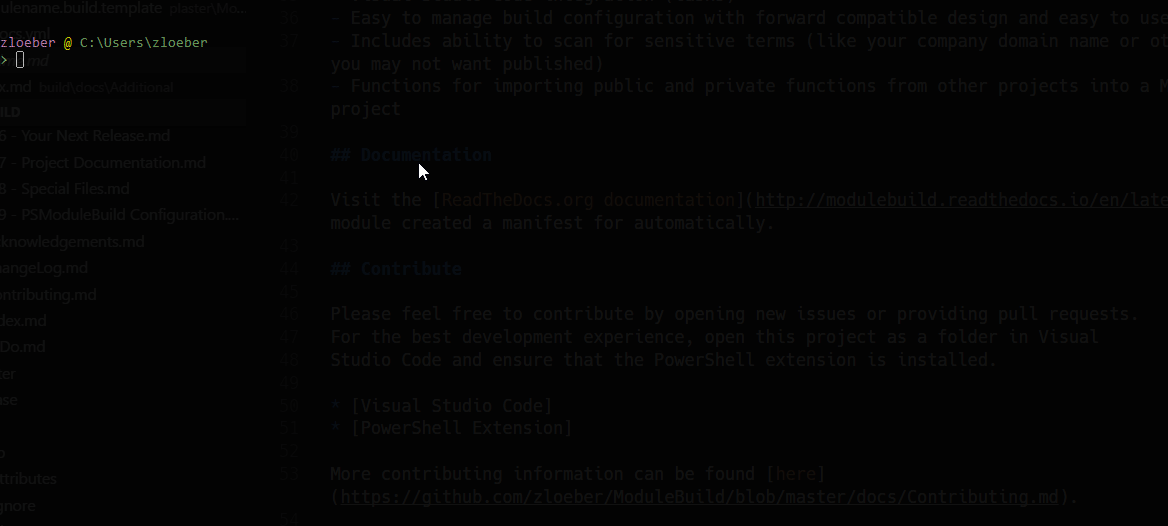 ulename.build.template plaster\Mo...
ocs.yml
zloeber @ C:\Users\zloeber
>
.md
x.md build\docs\Additional
ILD
6 - Your Next Release.md
7 - Project Documentation.md
8 - Special Files.md
9 - PSModuleBuild Configuration....
cknowledgements.md
hangeLog.md
ontributing.md
dex.md
Do.md
ter
ase
ttributes
gnore
36 - Easy to manage build configuration with forward compatible design and easy to use
37 - Includes ability to scan for sensitive terms (like your company domain name or ot
you may not want published)
38 - Functions for importing public and private functions from other projects into a M
project
39
40 ## Documentation
41
42 Visit the [ReadTheDocs.org documentation](http://modulebuild.readthedocs.io/en/late
module created a manifest for automatically.
43
44 ## Contribute
45
46 Please feel free to contribute by opening new issues or providing pull requests.
47 For the best development experience, open this project as a folder in Visual
48 Studio Code and ensure that the PowerShell extension is installed.
49
50 * [Visual Studio Code]
51 * [PowerShell Extension]
52
53 More contributing information can be found [here]
(https://github.com/zloeber/ModuleBuild/blob/master/docs/Contributing.md).